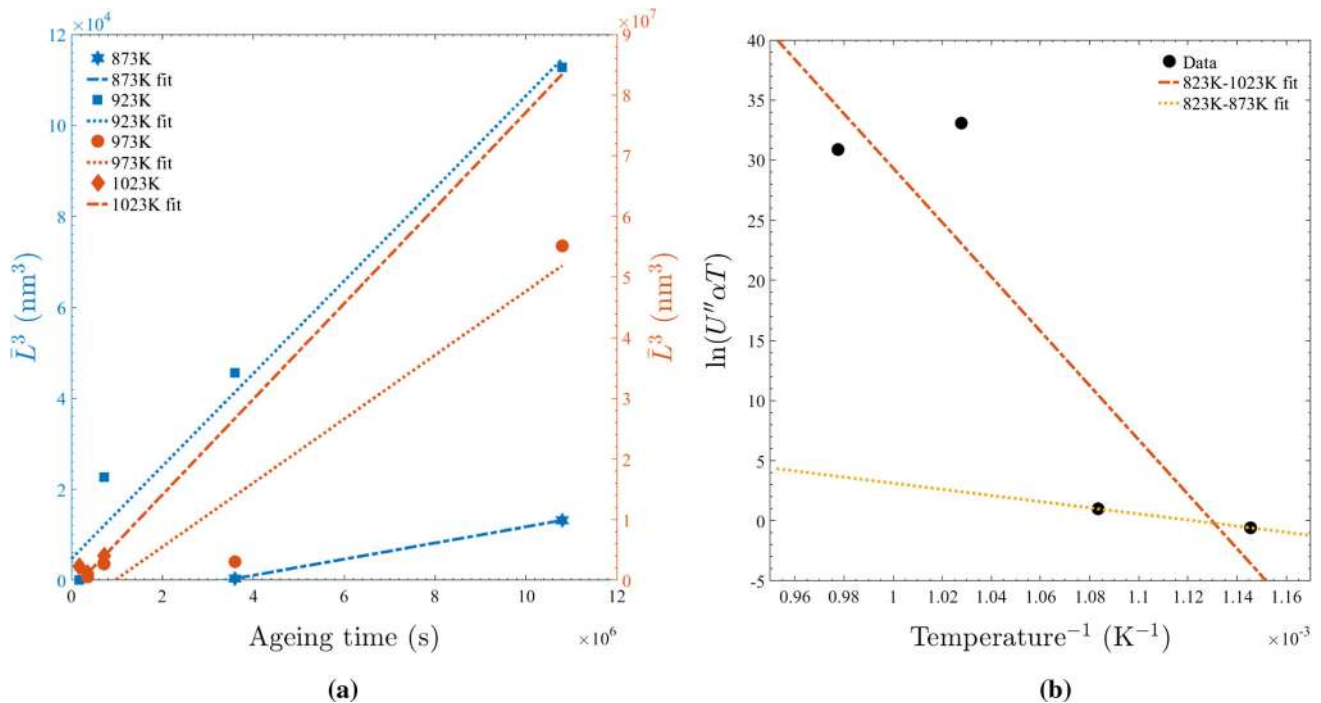 ×10⁴
×10⁷
12
10
8
6
4
2
0
L̄³ (nm³)
873K
873K fit
923K
923K fit
973K
973K fit
1023K
1023K fit
9
8
7
6
5
4
3
2
1
0
L̄³ (nm³)
0 2 4 6 8 10 12
Ageing time (s)
×10⁶
(a)
40
35
30
25
20
15
10
5
0
-5
ln(U″αT)
Data
823K-1023K fit
823K-873K fit
0.96 0.98 1 1.02 1.04 1.06 1.08 1.1 1.12 1.14 1.16
Temperature⁻¹ (K⁻¹)
×10⁻³
(b)